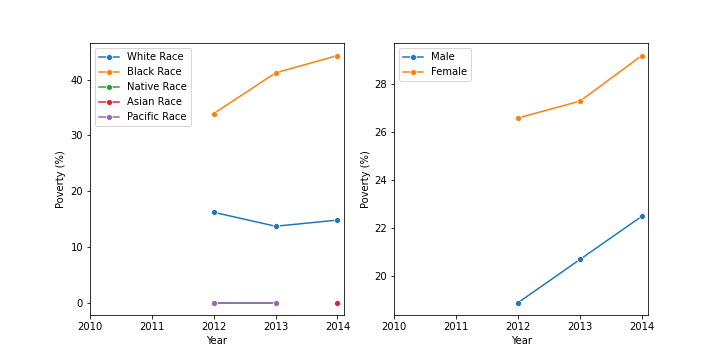 White Race
Black Race
Native Race
Asian Race
Pacific Race
Poverty (%)
40
30
20
10
0
2010 2011 2012 2013 2014
Year
Male
Female
Poverty (%)
28
26
24
22
20
2010 2011 2012 2013 2014
Year